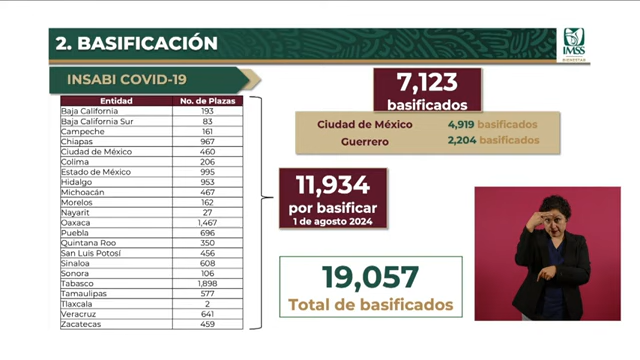 2. BASIFICACIÓN
IMSS
BIENESTAR
INSABI COVID-19
Entidad No. de Plazas
Baja California 193
Baja California Sur 83
Campeche 161
Chiapas 967
Ciudad de México 460
Colima 206
Estado de México 995
Hidalgo 953
Michoacán 467
Morelos 162
Nayarit 27
Oaxaca 1,467
Puebla 696
Quintana Roo 350
San Luis Potosí 456
Sinaloa 608
Sonora 106
Tabasco 1,898
Tamaulipas 577
Tlaxcala 2
Veracruz 641
Zacatecas 459
7,123
basificados
Ciudad de México 4,919 basificados
Guerrero 2,204 basificados
11,934
por basificar
1 de agosto 2024
19,057
Total de basificados